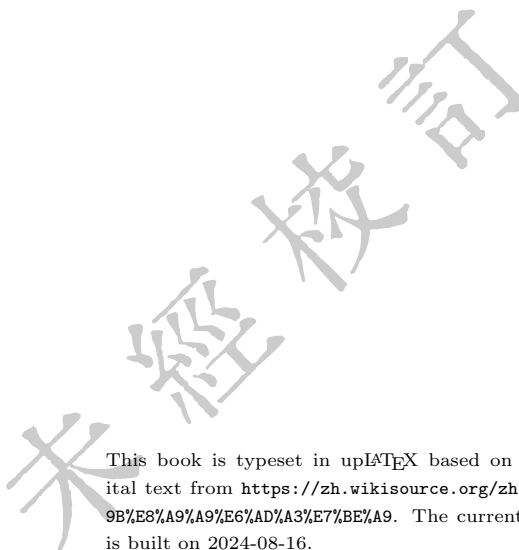 未經校訂
This book is typeset in upLATEX based on
ital text from https://zh.wikisource.org/zh
9B%E8%A9%A9%E6%AD%A3%E7%BE%A9. The current
is built on 2024-08-16.